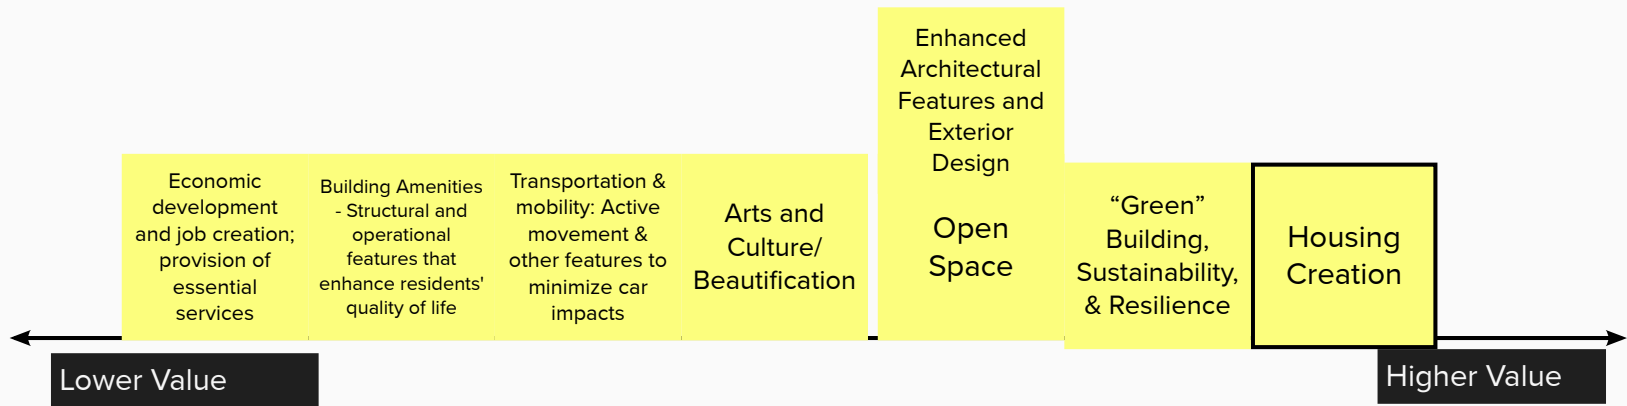 Economic
development
and job creation;
provision of
essential
services
Building Amenities
- Structural and
operational
features that
enhance residents'
quality of life
Transportation &
mobility: Active
movement &
other features to
minimize car
impacts
Arts and
Culture/
Beautification
Enhanced
Architectural
Features and
Exterior
Design
Open
Space
“Green”
Building,
Sustainability,
& Resilience
Housing
Creation
Lower Value
Higher Value